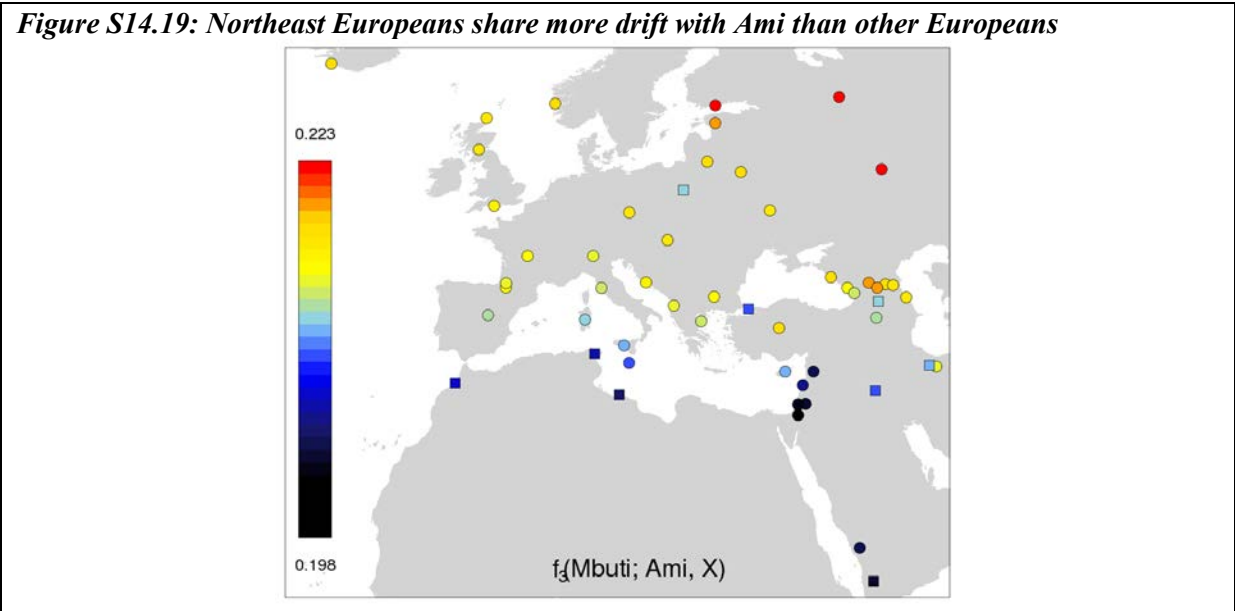 Figure S14.19: Northeast Europeans share more drift with Ami than other Europeans
0.223
0.198
f3(Mbuti; Ami, X)